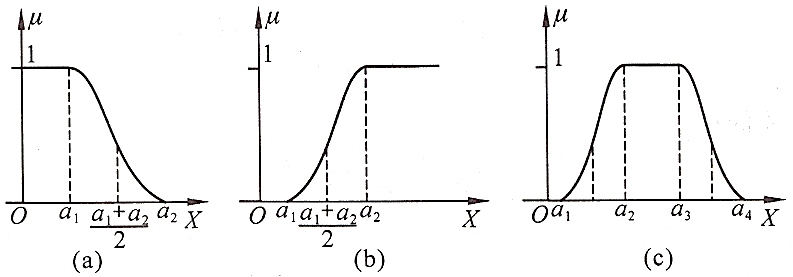 μ μ μ
1 1 1
O a₁ a₁+a₂ a₂ X O a₁ a₁+a₂ a₂ X O a₁ a₂ a₃ a₄ X
2 2
(a) (b) (c)